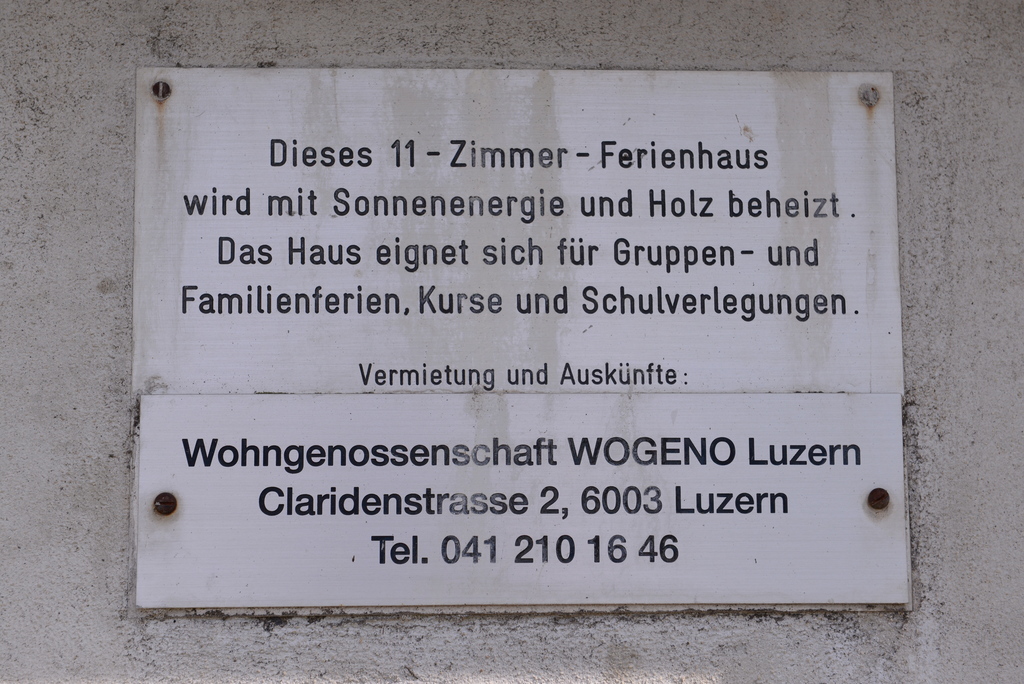 Dieses 11 - Zimmer - Ferienhaus
wird mit Sonnenenergie und Holz beheizt .
Das Haus eignet sich für Gruppen - und
Familienferien, Kurse und Schulverlegungen .
Vermietung und Auskünfte :
Wohngenossenschaft WOGENO Luzern
Claridenstrasse 2, 6003 Luzern
Tel. 041 210 16 46